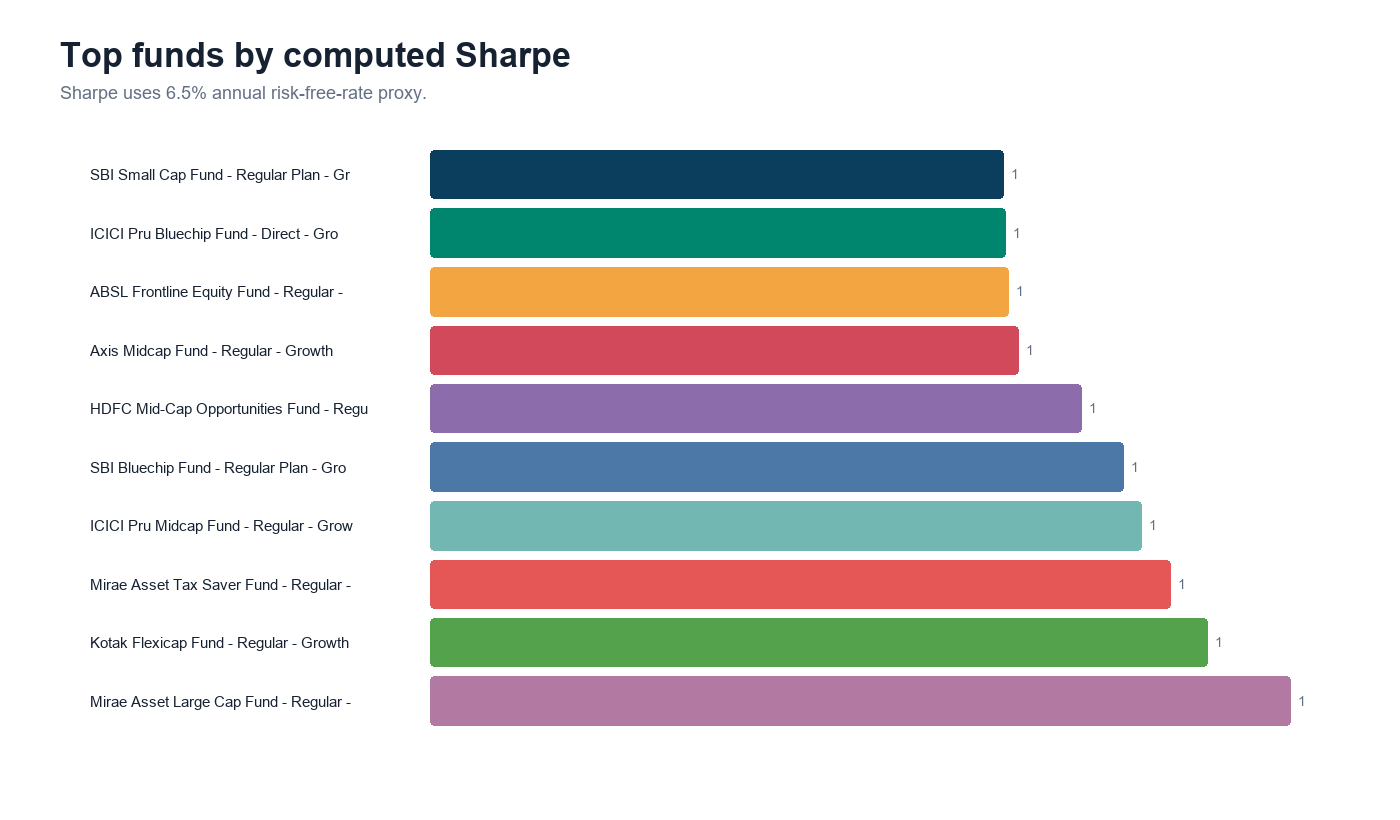 Top funds by computed Sharpe
Sharpe uses 6.5% annual risk-free-rate proxy.
SBI Small Cap Fund - Regular Plan - Gr 1
ICICI Pru Bluechip Fund - Direct - Gro 1
ABSL Frontline Equity Fund - Regular - 1
Axis Midcap Fund - Regular - Growth 1
HDFC Mid-Cap Opportunities Fund - Regu 1
SBI Bluechip Fund - Regular Plan - Gro 1
ICICI Pru Midcap Fund - Regular - Grow 1
Mirae Asset Tax Saver Fund - Regular - 1
Kotak Flexicap Fund - Regular - Growth 1
Mirae Asset Large Cap Fund - Regular - 1